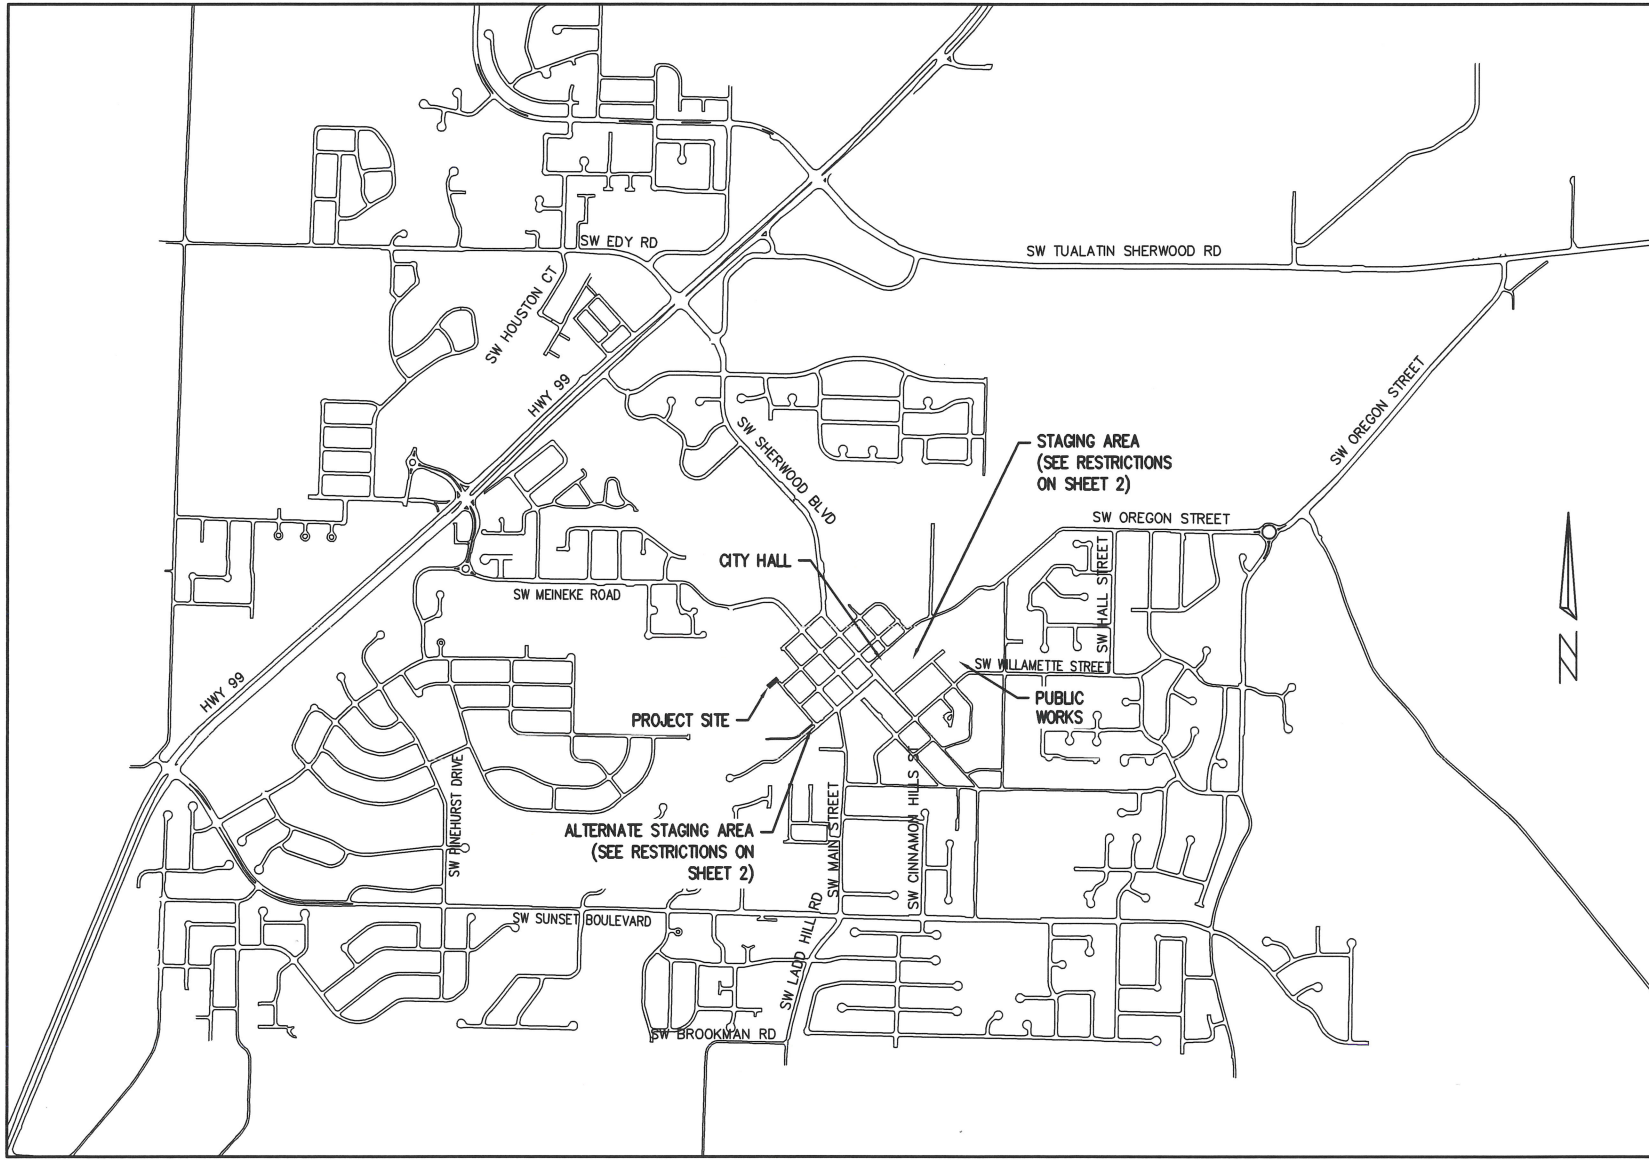 SW EDY RD
SW TUALATIN SHERWOOD RD
SW HOUSTON CT
HWY 99
SW OREGON STREET
SW SHERWOOD BLVD
STAGING AREA
(SEE RESTRICTIONS
ON SHEET 2)
SW OREGON STREET
CITY HALL
SW HALL STREET
SW MEINEKE ROAD
SW WILLAMETTE STREET
HWY 99
PROJECT SITE
PUBLIC
WORKS
SW PINEHURST DRIVE
SW MAIN STREET
SW CINNAMON HILLS ST
ALTERNATE STAGING AREA
(SEE RESTRICTIONS ON
SHEET 2)
SW SUNSET BOULEVARD
SW LADD HILL RD
SW BROOKMAN RD
N